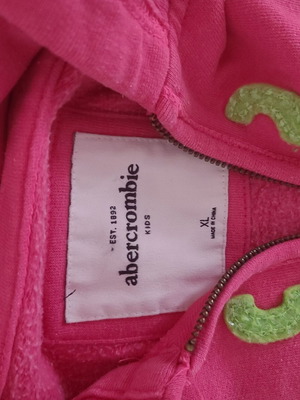 EST. 1892
abercrombie
KIDS
XL
MADE IN CHINA